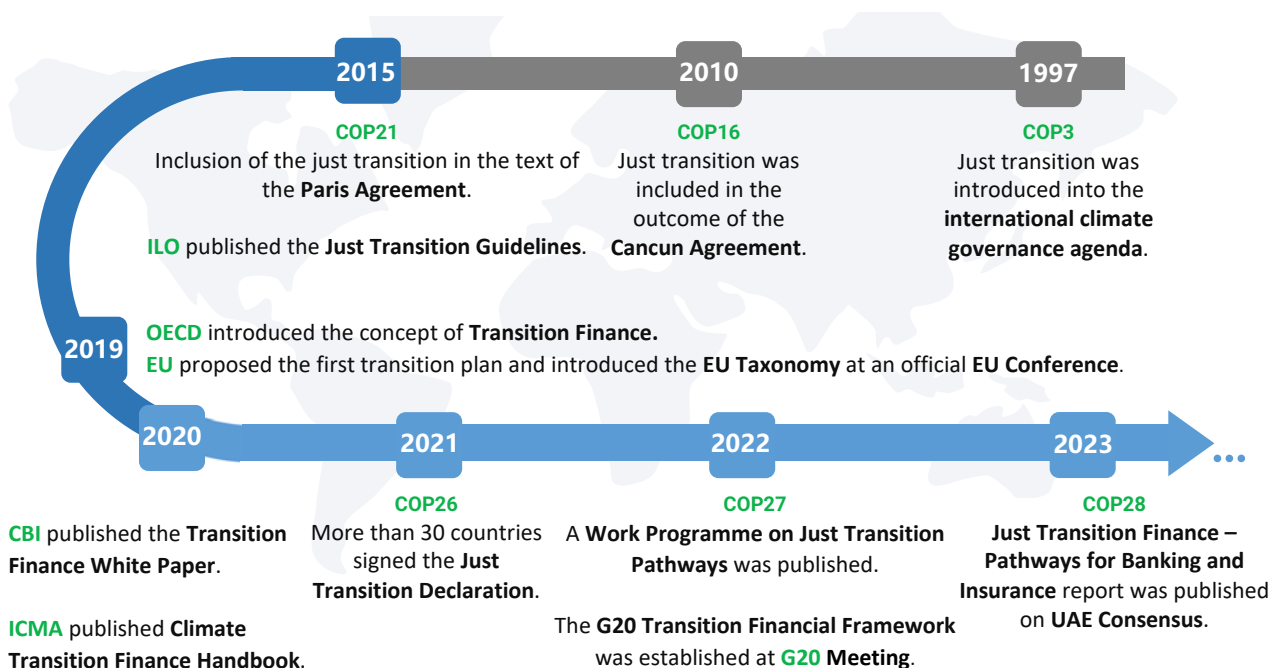 2015
2010
1997
COP21
Inclusion of the just transition in the text of
the Paris Agreement.
ILO published the Just Transition Guidelines.
COP16
Just transition was
included in the
outcome of the
Cancun Agreement.
COP3
Just transition was
introduced into the
international climate
governance agenda.
2019
OECD introduced the concept of Transition Finance.
EU proposed the first transition plan and introduced the EU Taxonomy at an official EU Conference.
2020
2021
2022
2023
...
CBI published the Transition
Finance White Paper.
ICMA published Climate
Transition Finance Handbook.
COP26
More than 30 countries
signed the Just
Transition Declaration.
COP27
A Work Programme on Just Transition
Pathways was published.
The G20 Transition Financial Framework
was established at G20 Meeting.
COP28
Just Transition Finance –
Pathways for Banking and
Insurance report was published
on UAE Consensus.